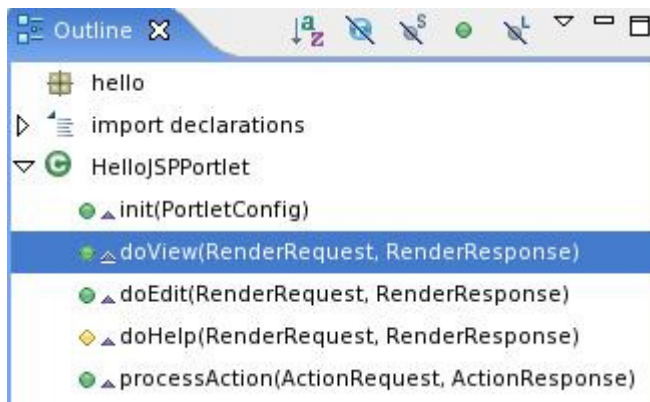 Outline
hello
import declarations
HelloJSPPortlet
init(PortletConfig)
doView(RenderRequest, RenderResponse)
doEdit(RenderRequest, RenderResponse)
doHelp(RenderRequest, RenderResponse)
processAction(ActionRequest, ActionResponse)